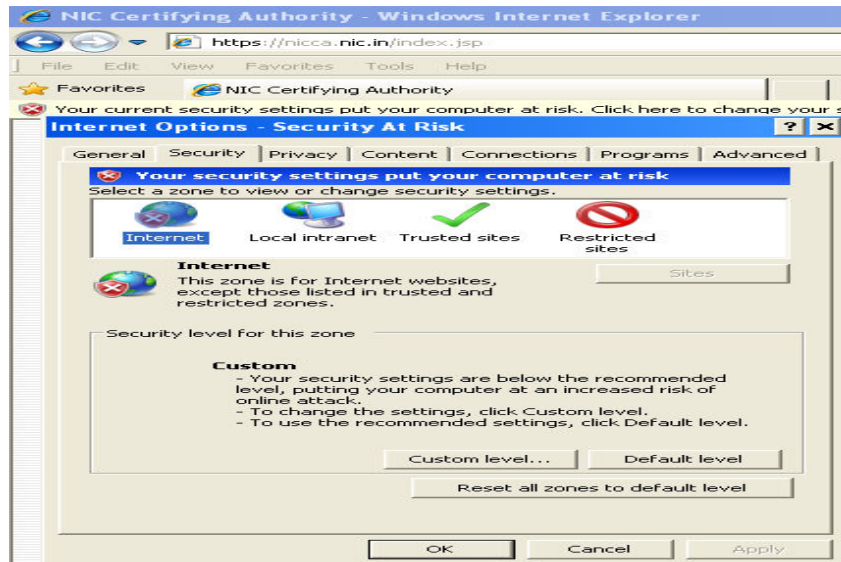 NIC Certifying Authority - Windows Internet Explorer
https://nicca.nic.in/index.jsp
File Edit View Favorites Tools Help
Favorites NIC Certifying Authority
Your current security settings put your computer at risk. Click here to change your s
Internet Options - Security At Risk ? ×
General Security Privacy Content Connections Programs Advanced
Your security settings put your computer at risk
Select a zone to view or change security settings.
Internet Local intranet Trusted sites Restricted
sites
Internet
Sites
This zone is for Internet websites,
except those listed in trusted and
restricted zones.
Security level for this zone
Custom
- Your security settings are below the recommended
level, putting your computer at an increased risk of
online attack.
- To change the settings, click Custom level.
- To use the recommended settings, click Default level.
Custom level... Default level
Reset all zones to default level
OK Cancel Apply